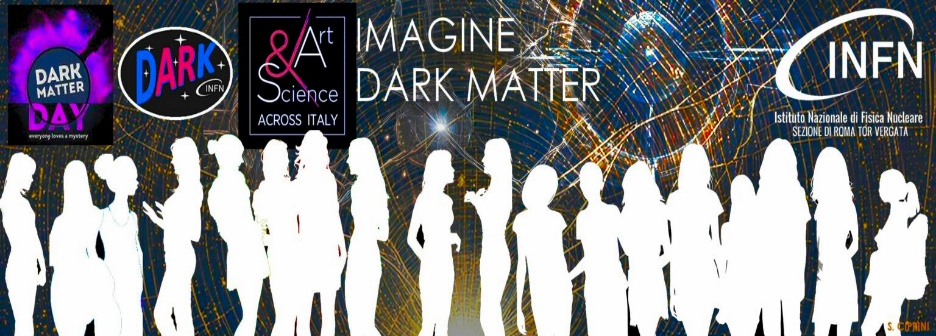 DARK
MATTER
DAY
everyone loves a mystery
DARK
INFN
& Art
Science
ACROSS ITALY
IMAGINE
DARK MATTER
INFN
Istituto Nazionale di Fisica Nucleare
SEZIONE DI ROMA TOR VERGATA
S. CIPRINI